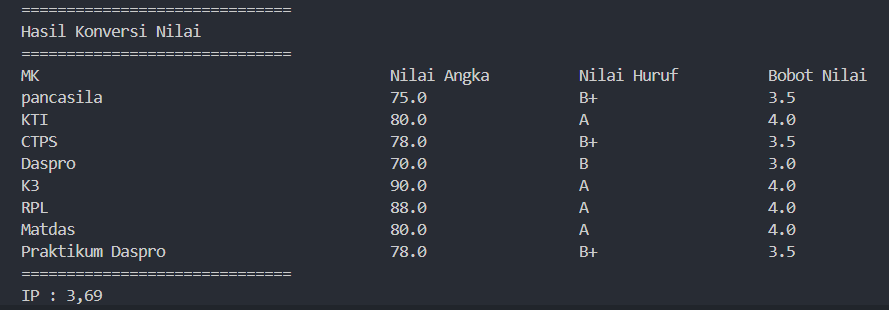 ==============================
Hasil Konversi Nilai
==============================
MK Nilai Angka Nilai Huruf Bobot Nilai
pancasila 75.0 B+ 3.5
KTI 80.0 A 4.0
CTPS 78.0 B+ 3.5
Daspro 70.0 B 3.0
K3 90.0 A 4.0
RPL 88.0 A 4.0
Matdas 80.0 A 4.0
Praktikum Daspro 78.0 B+ 3.5
==============================
IP : 3,69